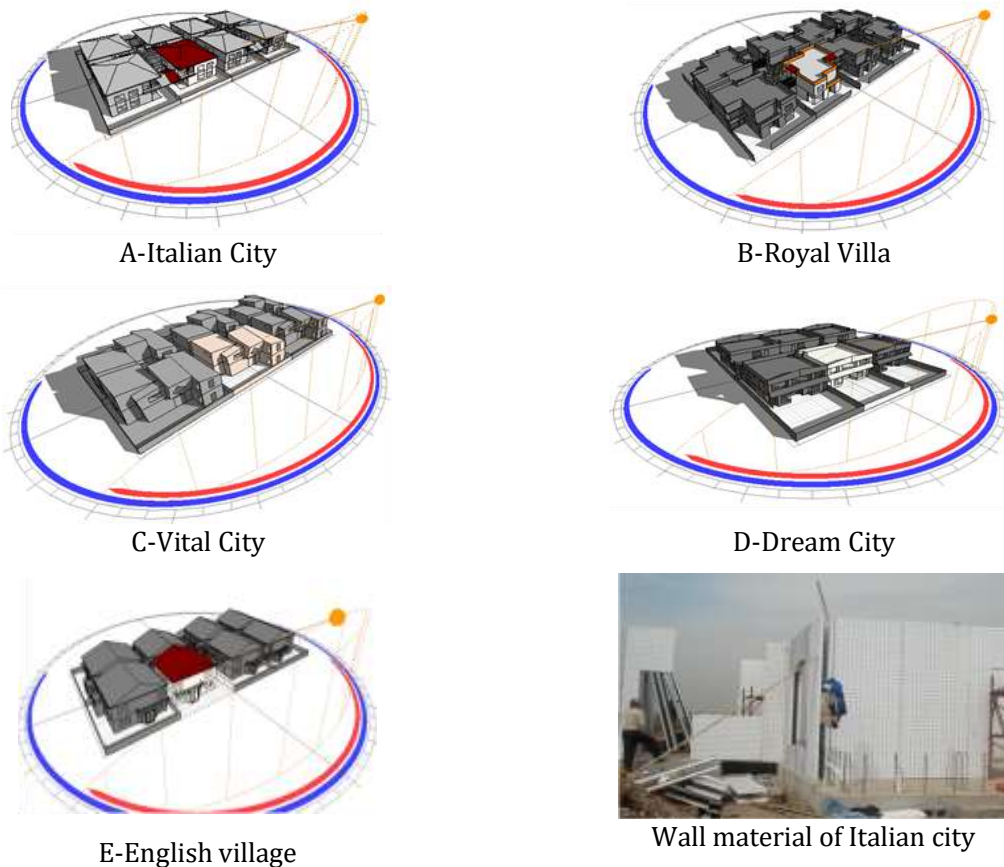 A-Italian City
B-Royal Villa
C-Vital City
D-Dream City
E-English village
Wall material of Italian city